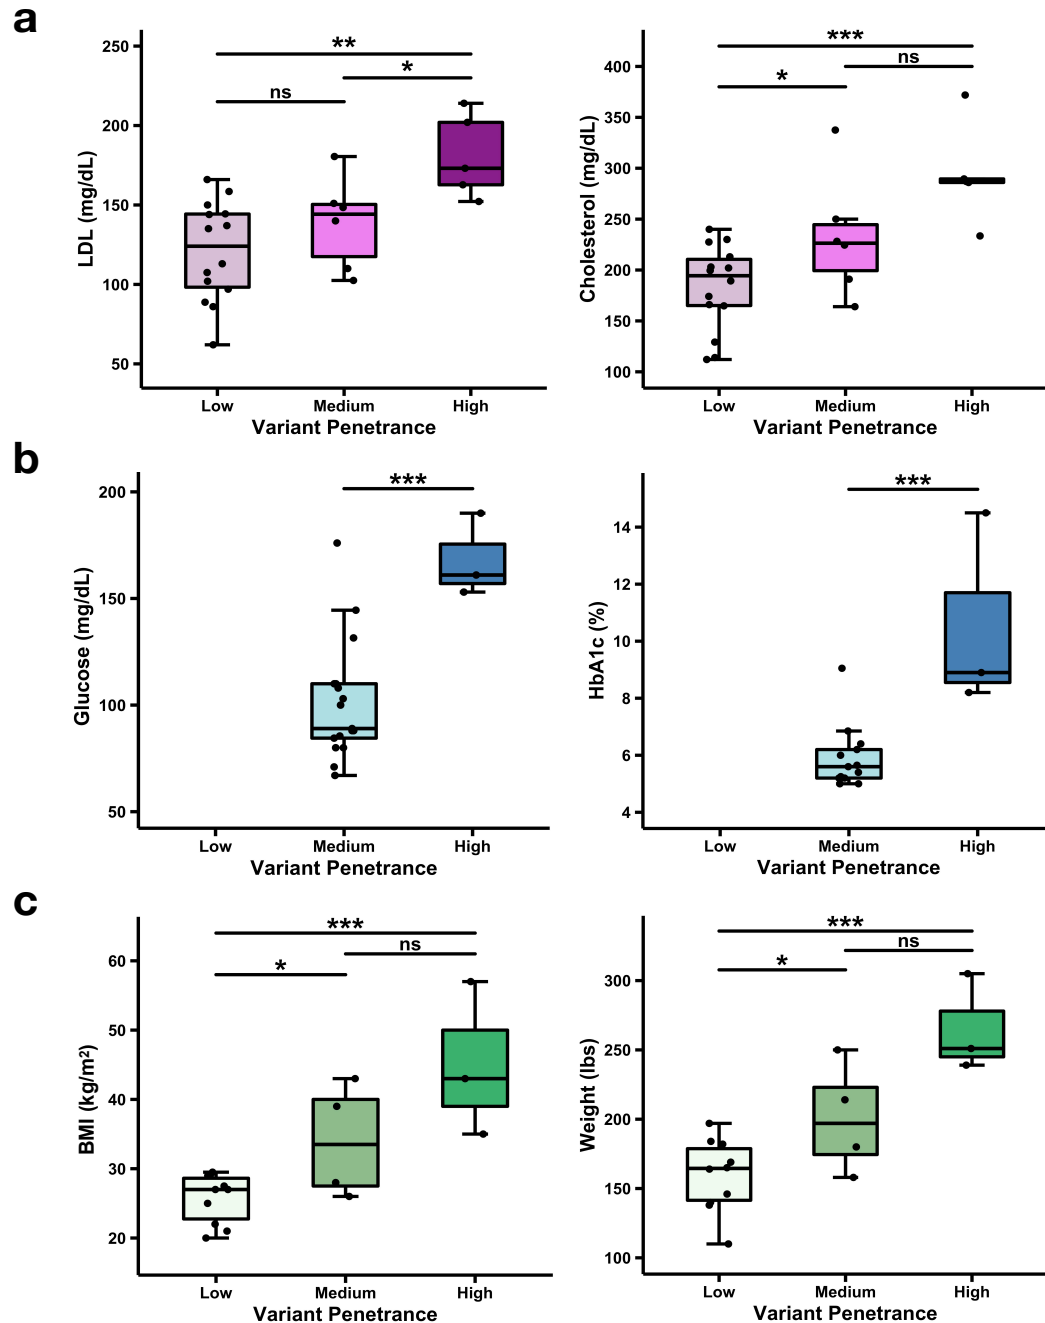 a
**
*
ns
250
200
150
100
50
LDL (mg/dL)
Low Medium High
Variant Penetrance
***
ns
*
400
350
300
250
200
150
100
Cholesterol (mg/dL)
Low Medium High
Variant Penetrance
b
***
200
150
100
50
Glucose (mg/dL)
Low Medium High
Variant Penetrance
***
14
12
10
8
6
4
HbA1c (%)
Low Medium High
Variant Penetrance
c
***
ns
*
60
50
40
30
20
BMI (kg/m²)
Low Medium High
Variant Penetrance
***
ns
*
300
250
200
150
100
Weight (lbs)
Low Medium High
Variant Penetrance